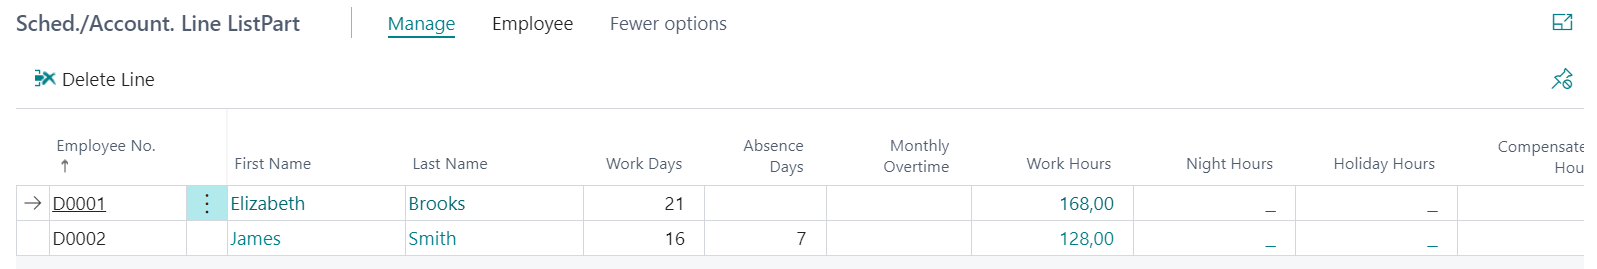 Sched./Account. Line ListPart Manage Employee Fewer options
Delete Line
Employee No. ↑ First Name Last Name Work Days Absence Days Monthly Overtime Work Hours Night Hours Holiday Hours Compensate Hou
→ D0001 ⋮ Elizabeth Brooks 21 168,00 _ _
D0002 James Smith 16 7 128,00 _ _